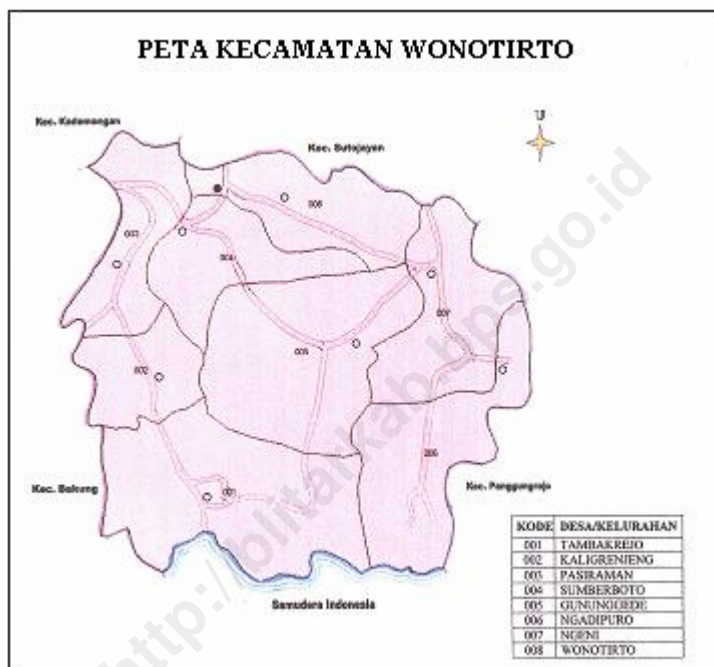 PETA KECAMATAN WONOTIRTO
Kec. Kademangan
U
Kec. Sutojayan
008
003
004
007
005
002
006
Kec. Bakung
001
Kec. Panggungrejo
Samudera Indonesia
KODE DESA/KELURAHAN
001 TAMBAKREJO
002 KALIGRENJENG
003 PASIRAMAN
004 SUMBERBOTO
005 GUNUNGGEDE
006 NGADIPURO
007 NGENI
008 WONOTIRTO
http://blitarkab.bps.go.id